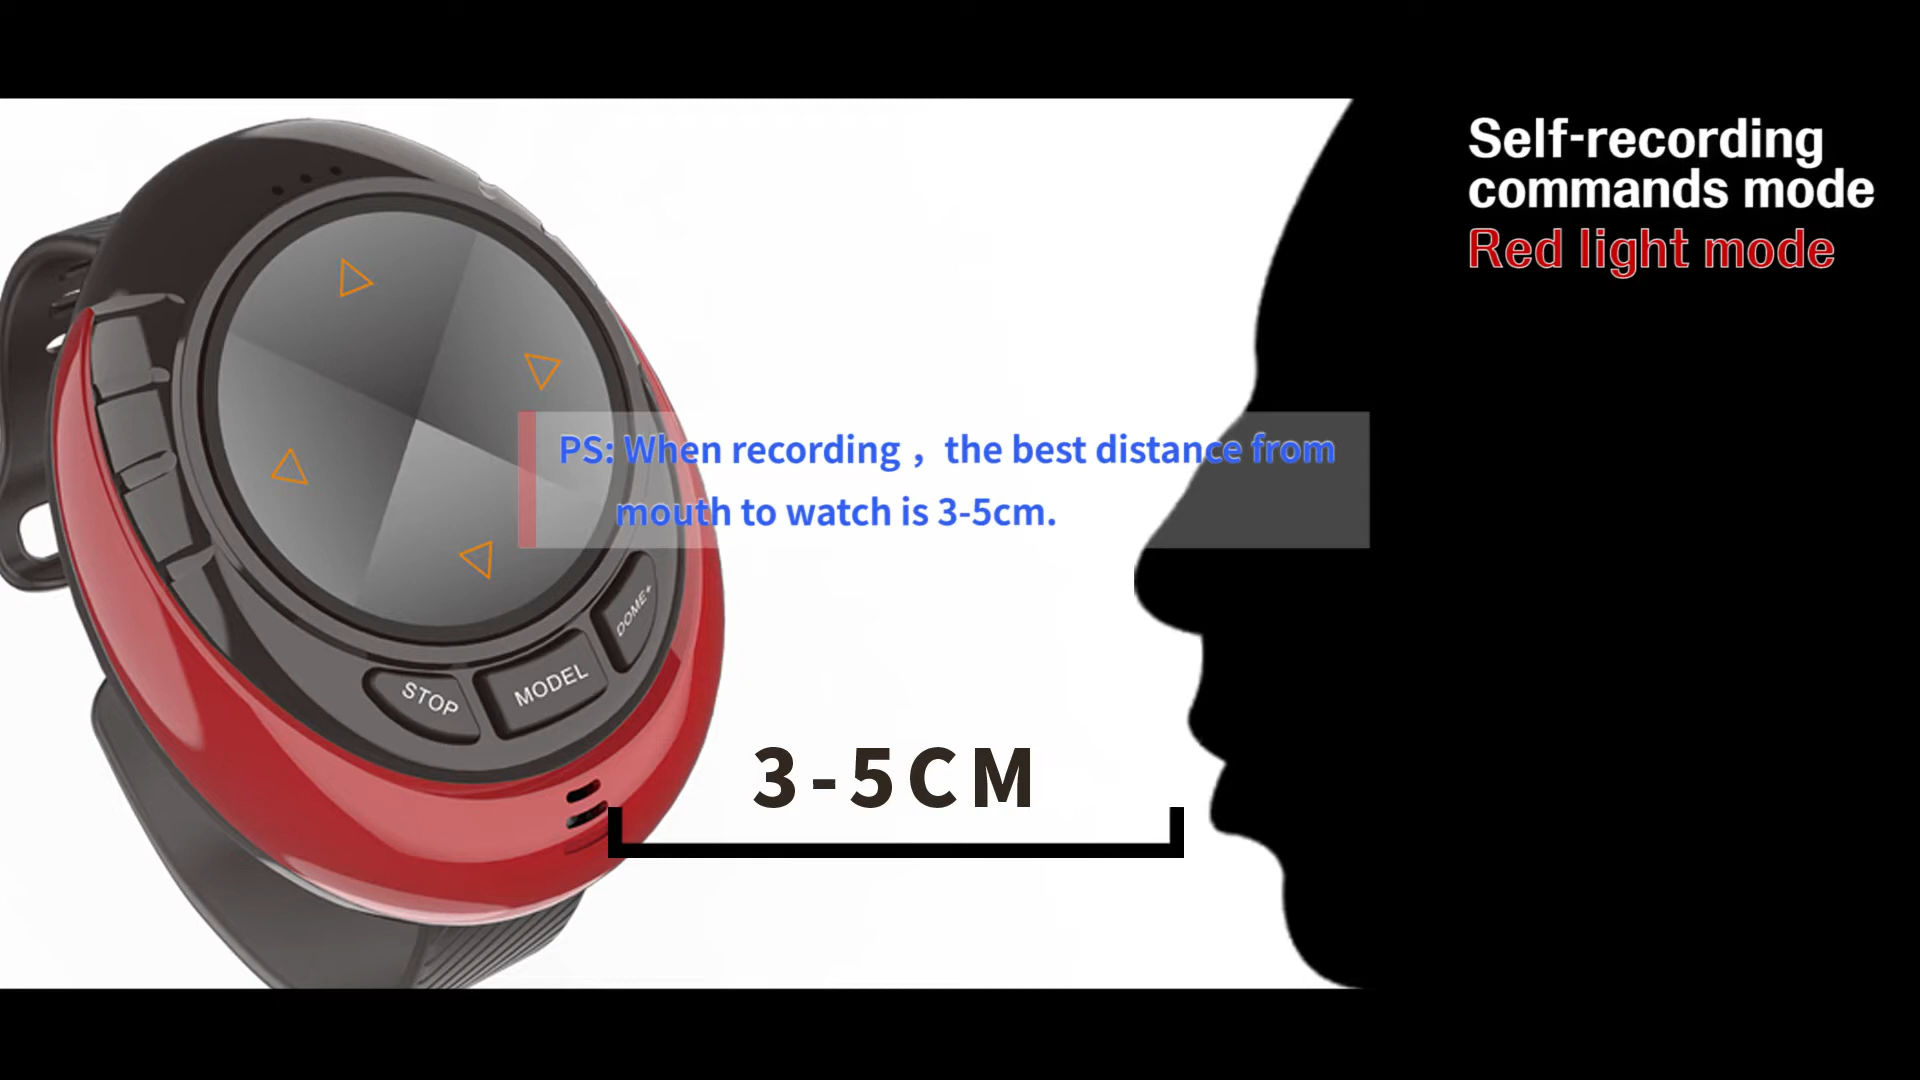 Self-recording
commands mode
Red light mode
PS: When recording，the best distance from
mouth to watch is 3-5cm.
STOP
MODEL
DOME+
3-5CM